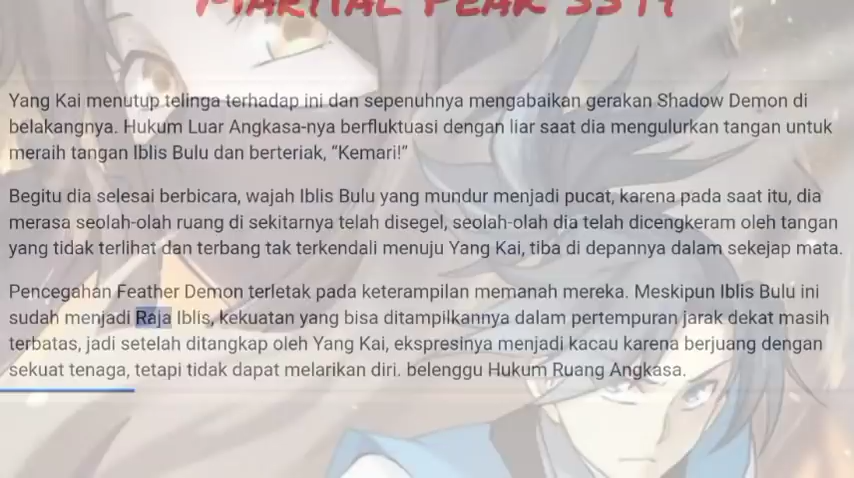 MARTIAL PEAK 3314
Yang Kai menutup telinga terhadap ini dan sepenuhnya mengabaikan gerakan Shadow Demon di
belakangnya. Hukum Luar Angkasa-nya berfluktuasi dengan liar saat dia mengulurkan tangan untuk
meraih tangan Iblis Bulu dan berteriak, “Kemari!”
Begitu dia selesai berbicara, wajah Iblis Bulu yang mundur menjadi pucat, karena pada saat itu, dia
merasa seolah-olah ruang di sekitarnya telah disegel, seolah-olah dia telah dicengkeram oleh tangan
yang tidak terlihat dan terbang tak terkendali menuju Yang Kai, tiba di depannya dalam sekejap mata.
Pencegahan Feather Demon terletak pada keterampilan memanah mereka. Meskipun Iblis Bulu ini
sudah menjadi Raja Iblis, kekuatan yang bisa ditampilkannya dalam pertempuran jarak dekat masih
terbatas, jadi setelah ditangkap oleh Yang Kai, ekspresinya menjadi kacau karena berjuang dengan
sekuat tenaga, tetapi tidak dapat melarikan diri. belenggu Hukum Ruang Angkasa.